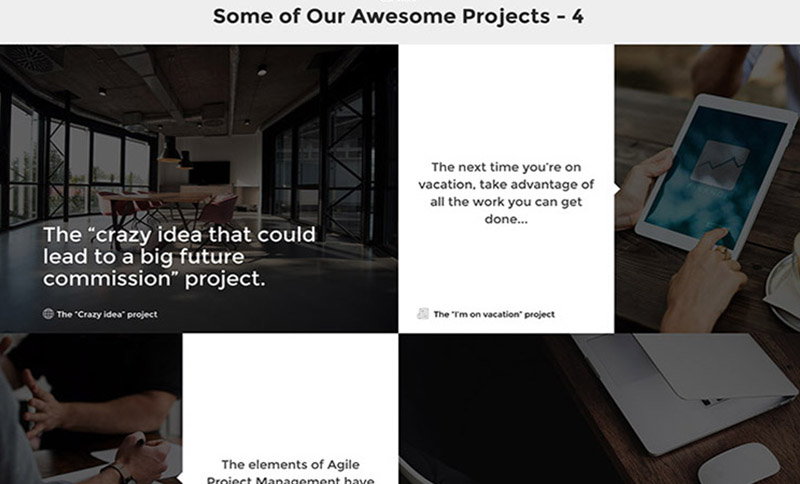 Some of Our Awesome Projects - 4
The “crazy idea that could
lead to a big future
commission” project.
The "Crazy idea" project
The next time you’re on
vacation, take advantage of
all the work you can get
done...
The "I'm on vacation" project
The elements of Agile
Project Management have